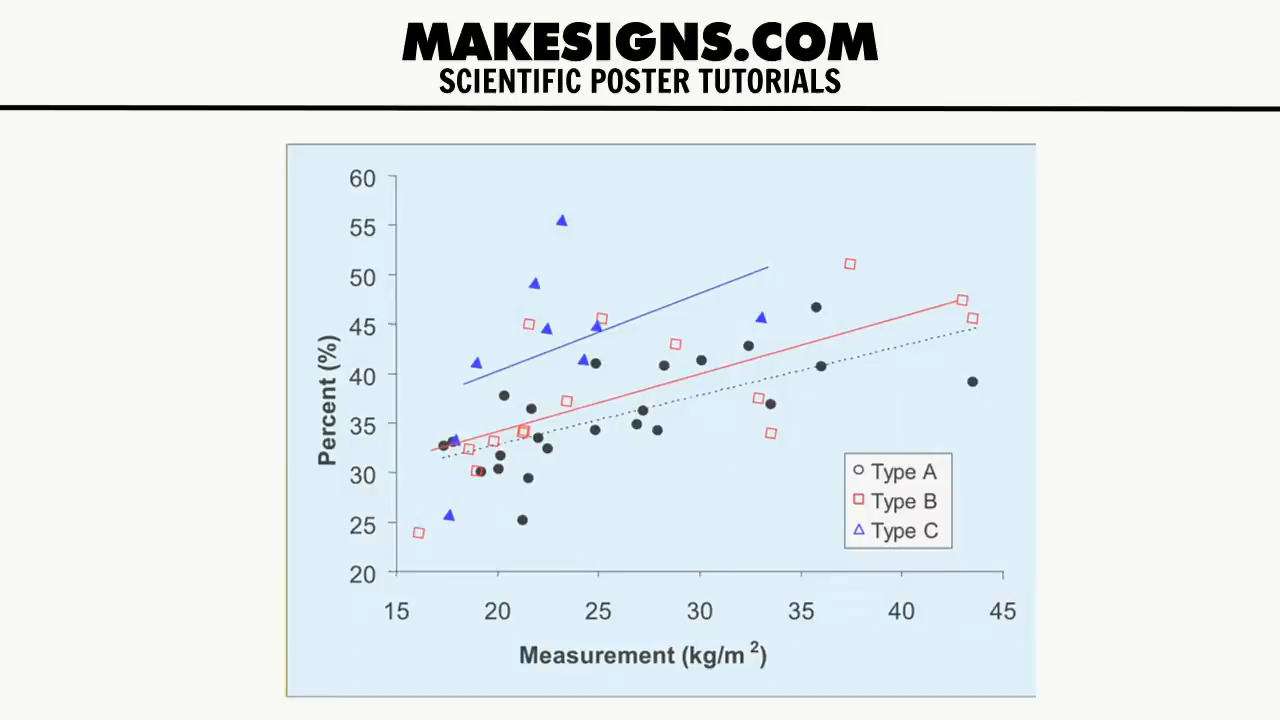 MAKESIGNS.COM
SCIENTIFIC POSTER TUTORIALS
60
55
50
45
40
35
30
25
20
Percent (%)
Type A
Type B
Type C
15 20 25 30 35 40 45
Measurement (kg/m ²)